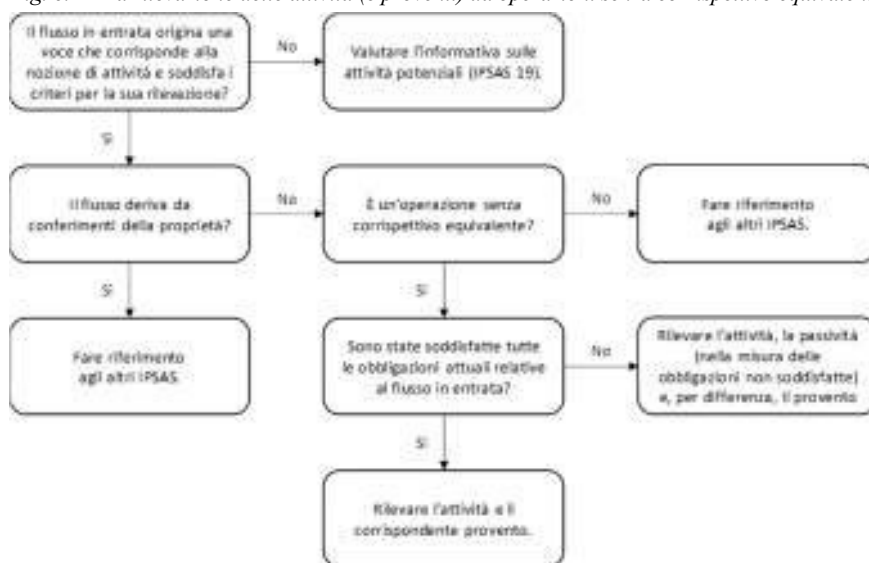 Il flusso in entrata origina una
voce che corrisponde alla
nozione di attività e soddisfa i
criteri per la sua rilevazione?
No
Valutare l'informativa sulle
attività potenziali (IPSAS 19).
Sì
Il flusso deriva da
conferimenti della proprietà?
No
È un'operazione senza
corrispettivo equivalente?
No
Fare riferimento
agli altri IPSAS.
Sì
Sì
Fare riferimento
agli altri IPSAS.
Sono state soddisfatte tutte
le obbligazioni attuali relative
al flusso in entrata?
No
Rilevare l'attività, la passività
(nella misura delle
obbligazioni non soddisfatte)
e, per differenza, il provento
Sì
Rilevare l'attività e il
corrispondente provento.